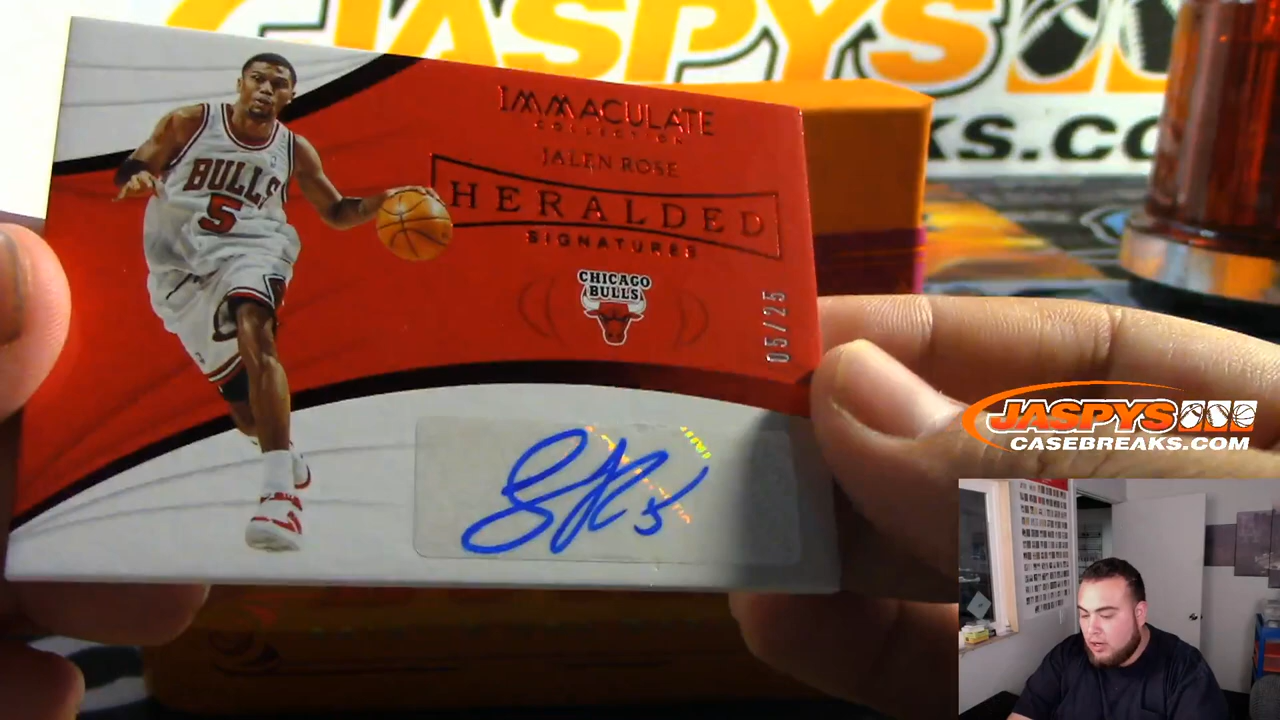 JASPYS
KS.CO
IMMACULATE
COLLECTION
JALEN ROSE
HERALDED
SIGNATURES
CHICAGO
BULLS
05/25
BULLS
5
JASPYS
CASEBREAKS.COM